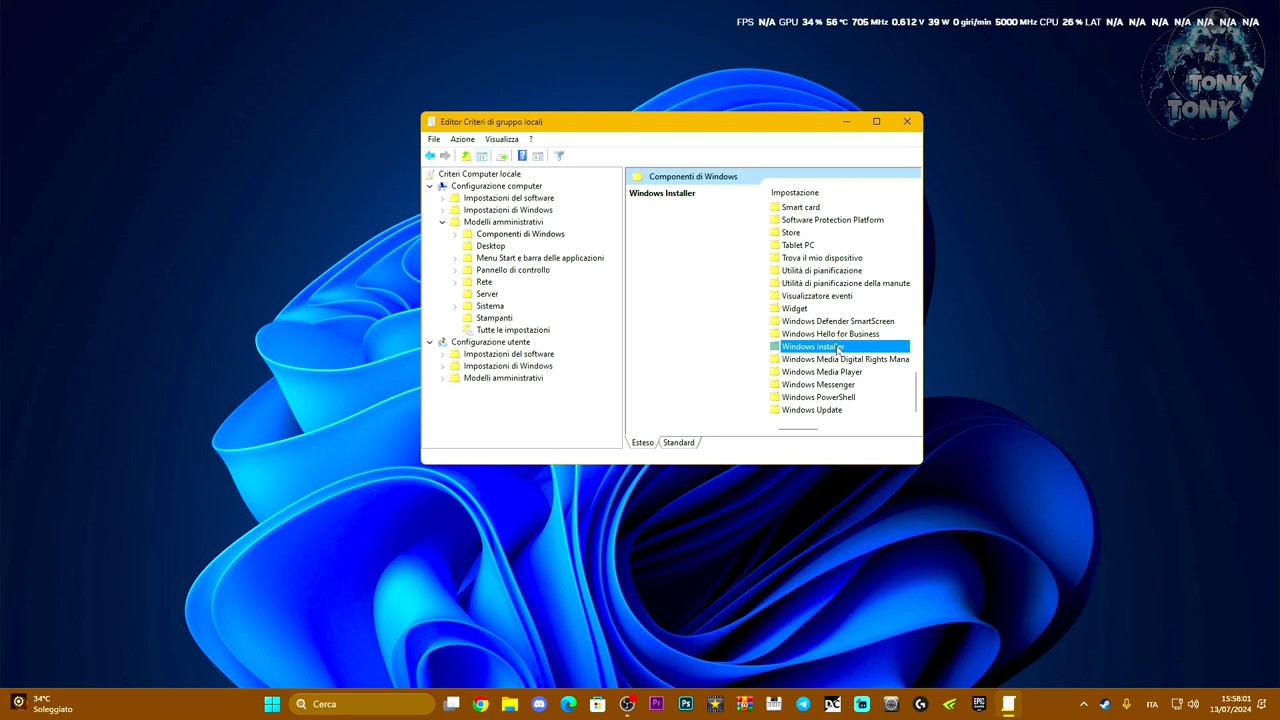 FPS N/A GPU 34 % 56 °C 705 MHz 0.612 V 39 W 0 giri/min 5000 MHz CPU 26 % LAT N/A N/A N/A N/A N/A N/A N/A
TONY
TONY
Editor Criteri di gruppo locali
File Azione Visualizza ?
Criteri Computer locale
Configurazione computer
Impostazioni del software
Impostazioni di Windows
Modelli amministrativi
Componenti di Windows
Desktop
Menu Start e barra delle applicazioni
Pannello di controllo
Rete
Server
Sistema
Stampanti
Tutte le impostazioni
Configurazione utente
Impostazioni del software
Impostazioni di Windows
Modelli amministrativi
Componenti di Windows
Windows Installer
Impostazione
Smart card
Software Protection Platform
Store
Tablet PC
Trova il mio dispositivo
Utilità di pianificazione
Utilità di pianificazione della manute
Visualizzatore eventi
Widget
Windows Defender SmartScreen
Windows Hello for Business
Windows Installer
Windows Media Digital Rights Mana
Windows Media Player
Windows Messenger
Windows PowerShell
Windows Update
Esteso Standard
34°C
Soleggiato
Cerca
ITA
15:58:01
13/07/2024